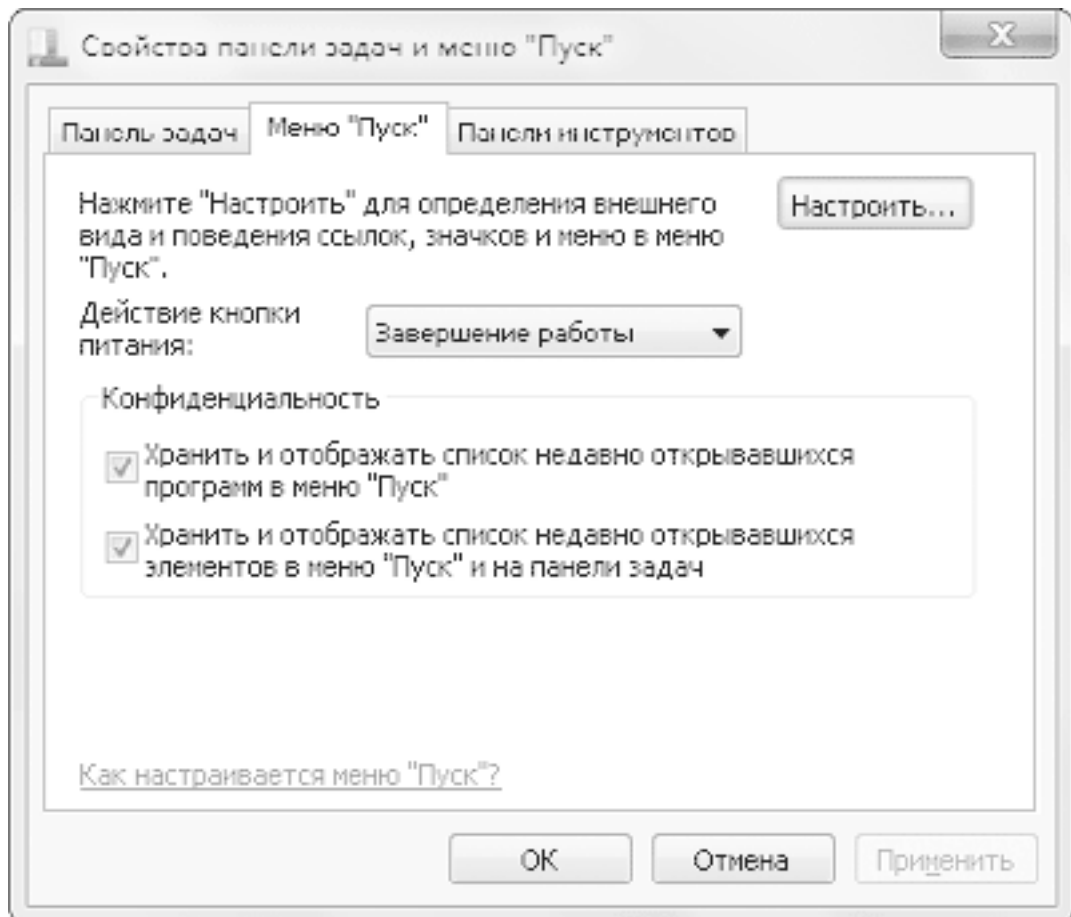 Свойства панели задач и меню "Пуск"
Панель задач
Меню "Пуск"
Панели инструментов
Нажмите "Настроить" для определения внешнего
вида и поведения ссылок, значков и меню в меню
"Пуск".
Настроить...
Действие кнопки
питания:
Завершение работы
Конфиденциальность
Хранить и отображать список недавно открывавшихся
программ в меню "Пуск"
Хранить и отображать список недавно открывавшихся
элементов в меню "Пуск" и на панели задач
Как настраивается меню "Пуск"?
ОК
Отмена
Применить